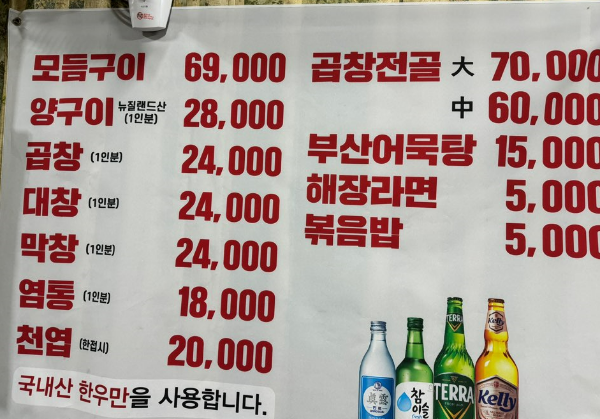 모듬구이 69,000
양구이 뉴질랜드산 (1인분) 28,000
곱창 (1인분) 24,000
대창 (1인분) 24,000
막창 (1인분) 24,000
염통 (1인분) 18,000
천엽 (한접시) 20,000
국내산 한우만을 사용합니다.
곱창전골 大 70,000
中 60,000
부산어묵탕 15,000
해장라면 5,000
볶음밥 5,000
眞露
참이슬
TERRA
TERRA
Kelly
Kelly